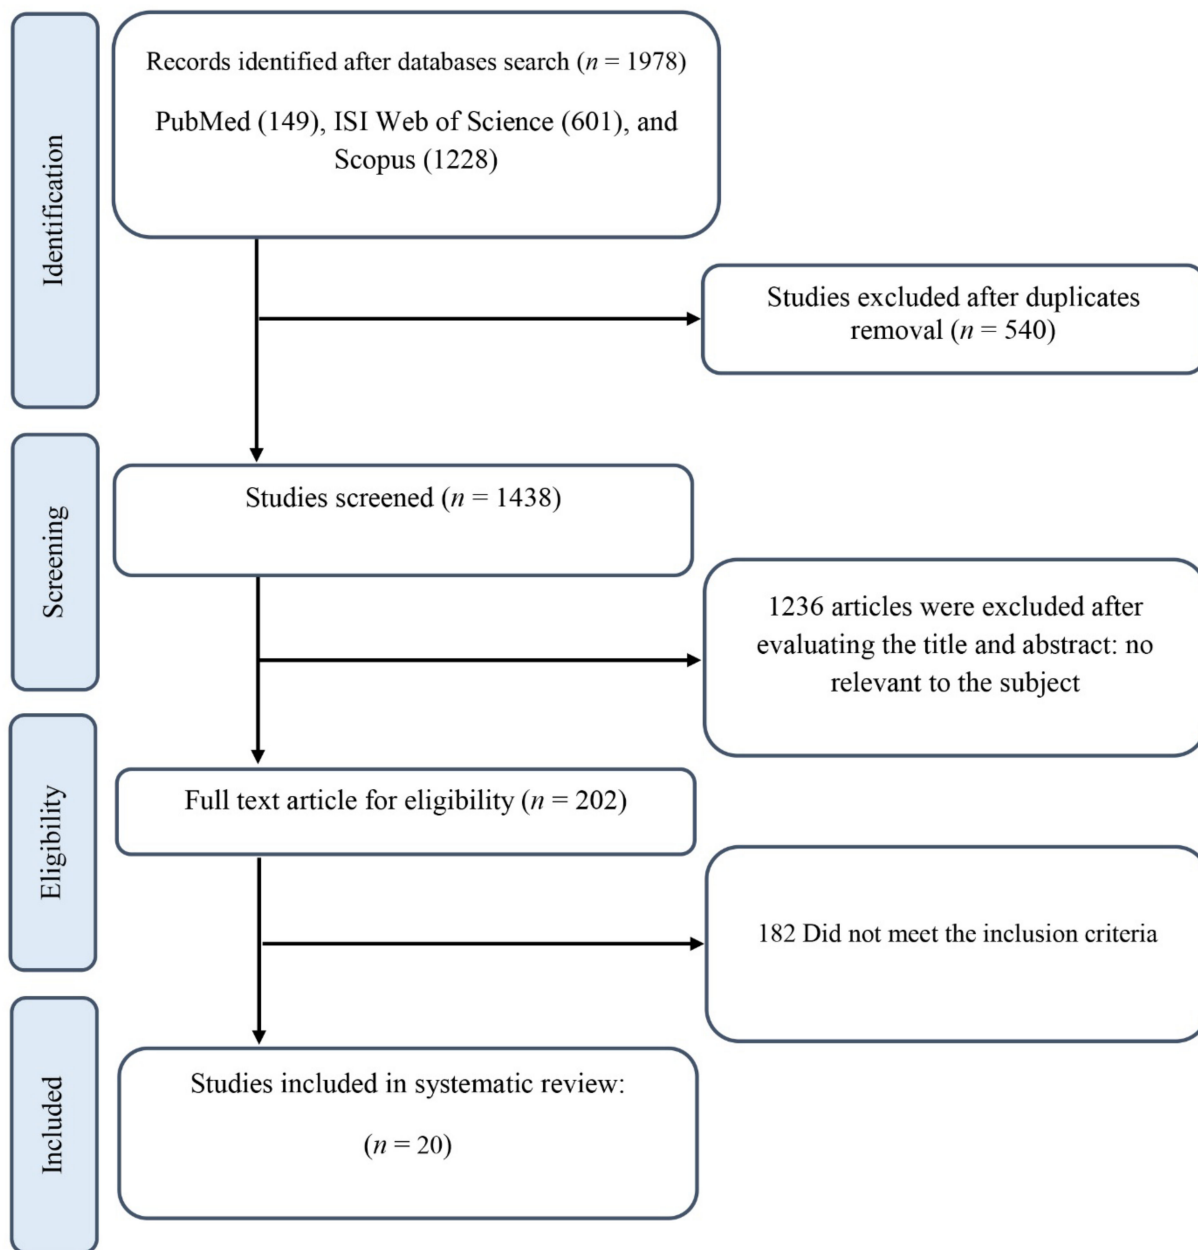 Identification
Records identified after databases search (n = 1978)
PubMed (149), ISI Web of Science (601), and
Scopus (1228)
Studies excluded after duplicates
removal (n = 540)
Screening
Studies screened (n = 1438)
1236 articles were excluded after
evaluating the title and abstract: no
relevant to the subject
Eligibility
Full text article for eligibility (n = 202)
182 Did not meet the inclusion criteria
Included
Studies included in systematic review:
(n = 20)